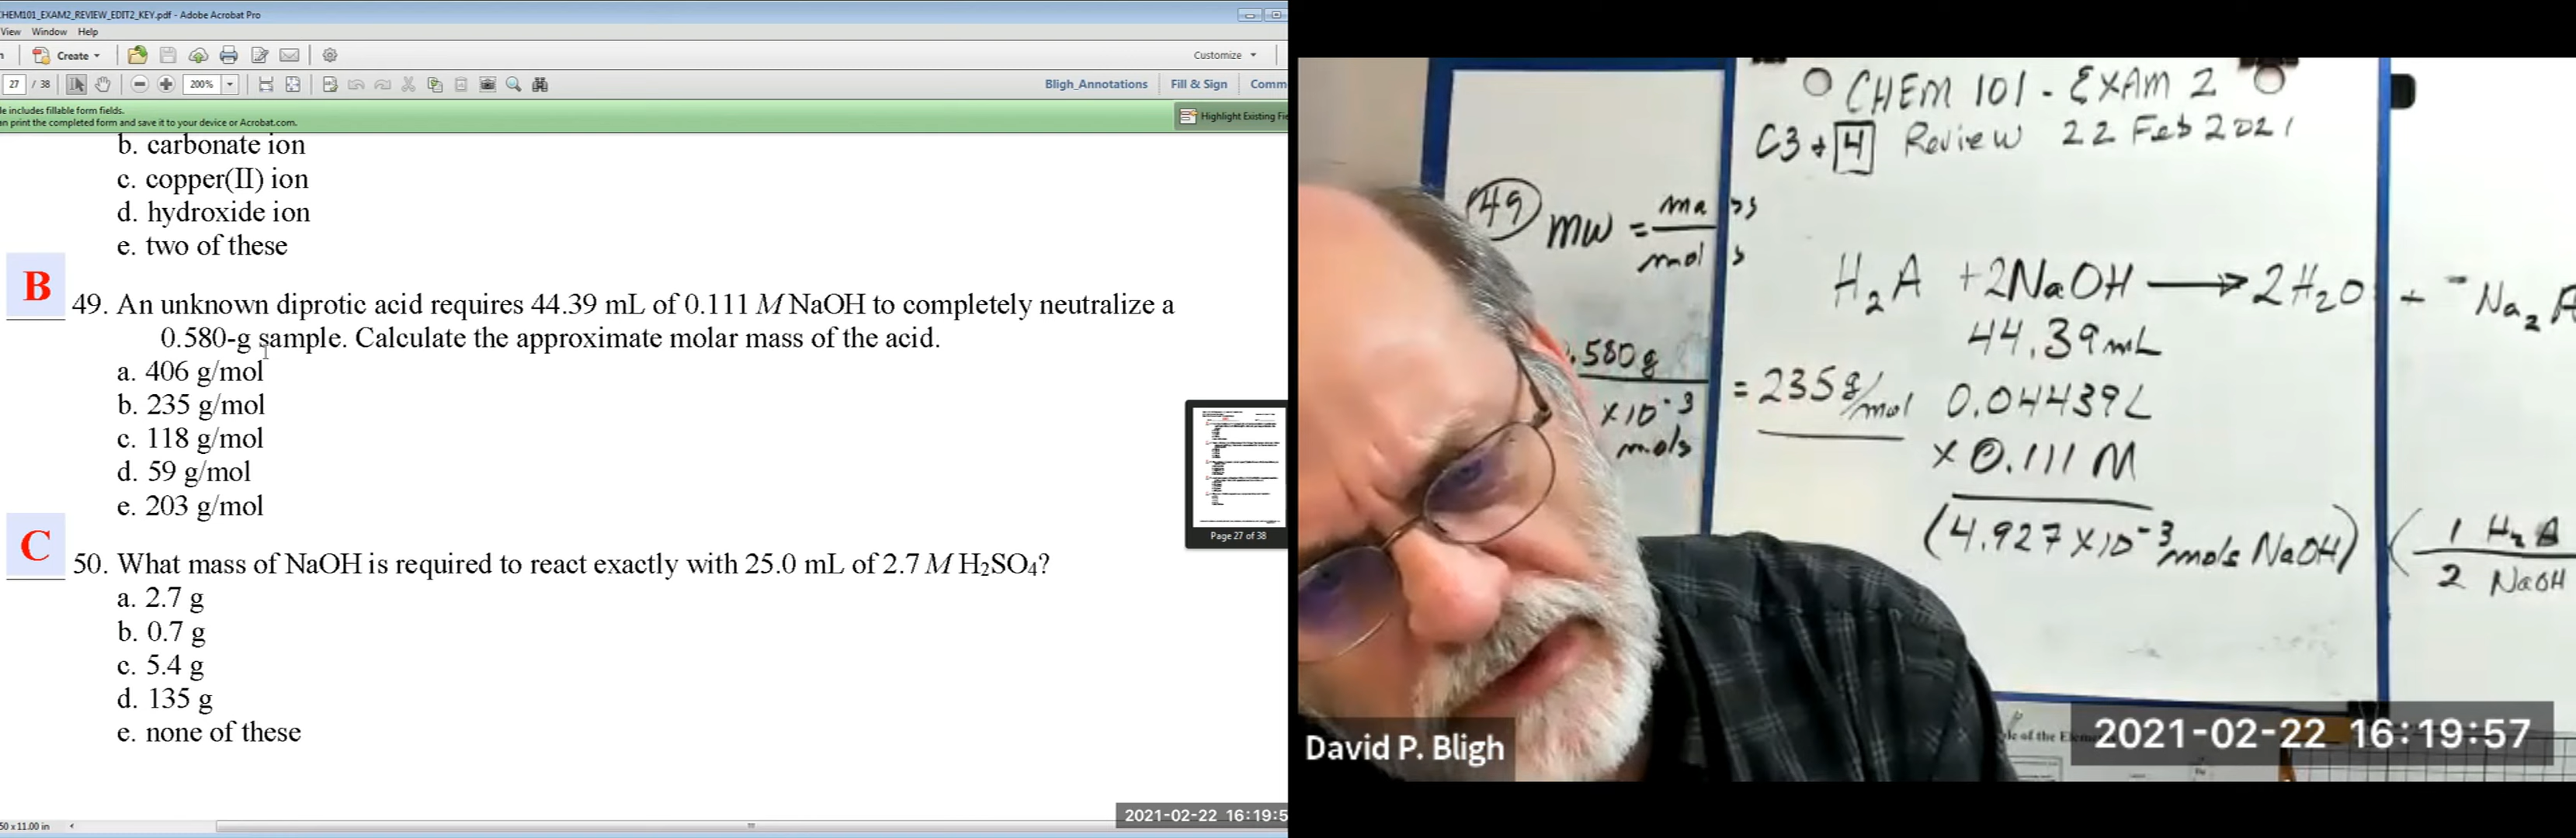 HEM101_EXAM2_REVIEW_EDIT2_KEY.pdf - Adobe Acrobat Pro
View Window Help
Create
Customize
27 / 38
200%
Bligh_Annotations
Fill & Sign
Comm
le includes fillable form fields.
an print the completed form and save it to your device or Acrobat.com.
Highlight Existing Fie
b. carbonate ion
c. copper(II) ion
d. hydroxide ion
e. two of these
B
49. An unknown diprotic acid requires 44.39 mL of 0.111 M NaOH to completely neutralize a
0.580-g sample. Calculate the approximate molar mass of the acid.
a. 406 g/mol
b. 235 g/mol
c. 118 g/mol
d. 59 g/mol
e. 203 g/mol
C
50. What mass of NaOH is required to react exactly with 25.0 mL of 2.7 M H₂SO₄?
a. 2.7 g
b. 0.7 g
c. 5.4 g
d. 135 g
e. none of these
Page 27 of 38
2021-02-22 16:19:5
50 x 11.00 in
CHEM 101 - EXAM 2
C3 + 4 Review 22 Feb 2021
49 mw = mass / mols
H₂A + 2NaOH → 2H₂O + Na₂A
44.39 mL
.580 g
x10⁻³ mols
= 235 g/mol
0.04439 L
x 0.111 M
(4.927 x 10⁻³ mols NaOH) (1 H₂A / 2 NaOH
le of the Elem
David P. Bligh
2021-02-22 16:19:57